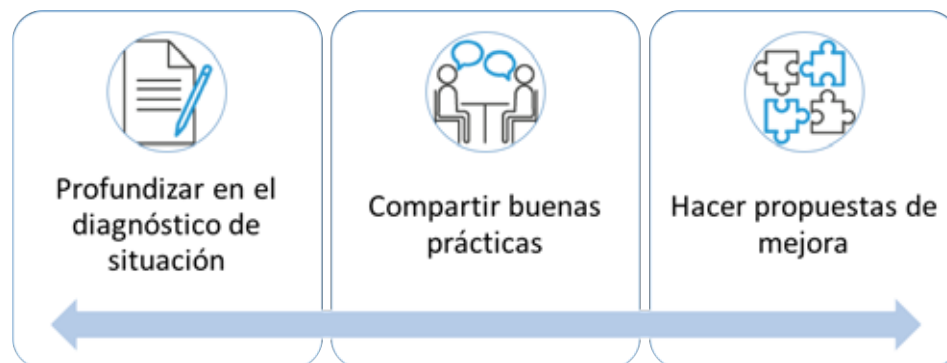 Profundizar en el
diagnóstico de
situación
Compartir buenas
prácticas
Hacer propuestas de
mejora